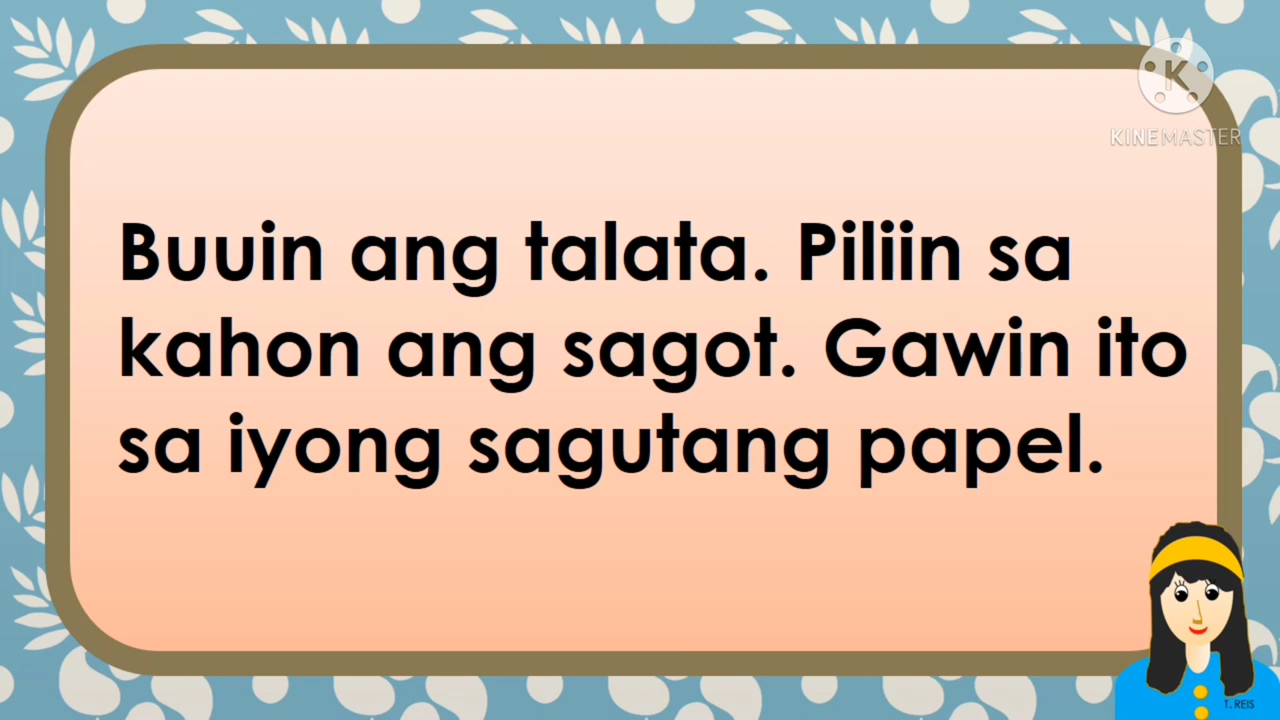 KINEMASTER
Buuin ang talata. Piliin sa
kahon ang sagot. Gawin ito
sa iyong sagutang papel.
T. REIS